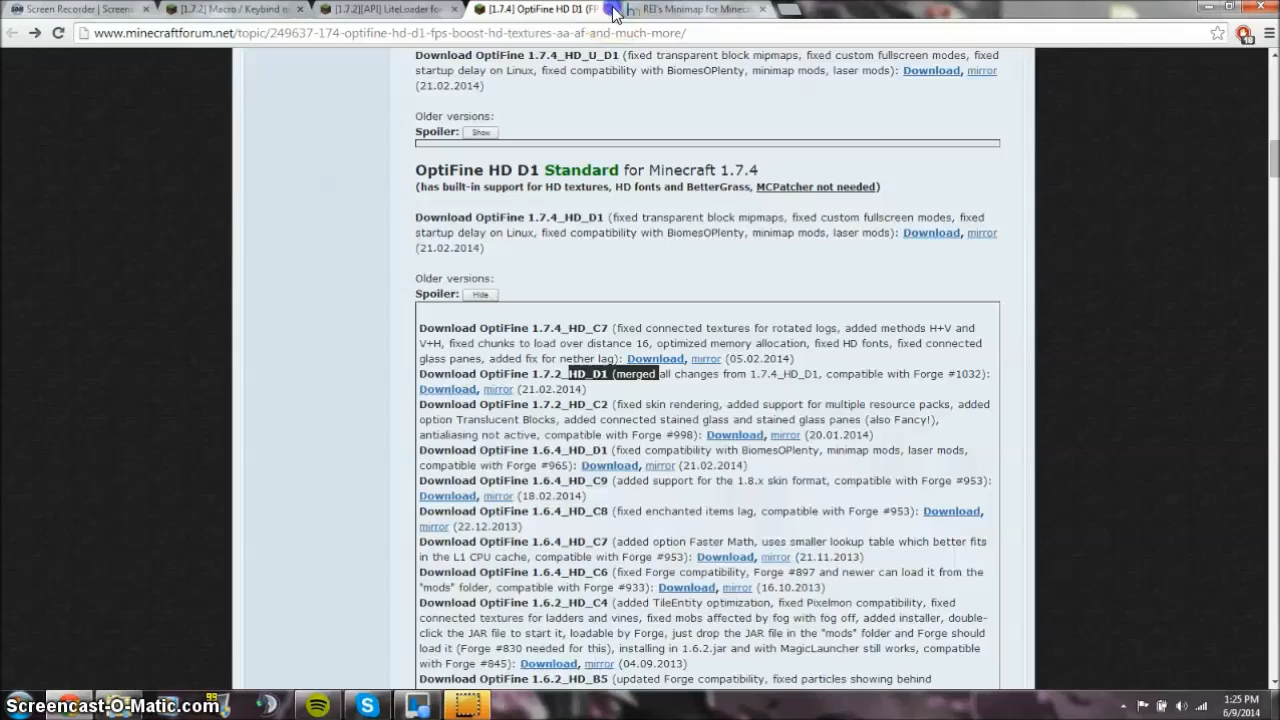 Screen Recorder | Screenca
[1.7.2] Macro / Keybind m
[1.7.2][API] LiteLoader fo
[1.7.4] OptiFine HD D1 (FP
REI's Minimap for Minecr
www.minecraftforum.net/topic/249637-174-optifine-hd-d1-fps-boost-hd-textures-aa-af-and-much-more/
Download OptiFine 1.7.4_HD_U_D1 (fixed transparent block mipmaps, fixed custom fullscreen modes, fixed
startup delay on Linux, fixed compatibility with BiomesOPlenty, minimap mods, laser mods): Download, mirror
(21.02.2014)
Older versions:
Spoiler: Show
OptiFine HD D1 Standard for Minecraft 1.7.4
(has built-in support for HD textures, HD fonts and BetterGrass, MCPatcher not needed)
Download OptiFine 1.7.4_HD_D1 (fixed transparent block mipmaps, fixed custom fullscreen modes, fixed
startup delay on Linux, fixed compatibility with BiomesOPlenty, minimap mods, laser mods): Download, mirror
(21.02.2014)
Older versions:
Spoiler: Hide
Download OptiFine 1.7.4_HD_C7 (fixed connected textures for rotated logs, added methods H+V and
V+H, fixed chunks to load over distance 16, optimized memory allocation, fixed HD fonts, fixed connected
glass panes, added fix for nether lag): Download, mirror (05.02.2014)
Download OptiFine 1.7.2_HD_D1 (merged all changes from 1.7.4_HD_D1, compatible with Forge #1032):
Download, mirror (21.02.2014)
Download OptiFine 1.7.2_HD_C2 (fixed skin rendering, added support for multiple resource packs, added
option Translucent Blocks, added connected stained glass and stained glass panes (also Fancy!),
antialiasing not active, compatible with Forge #998): Download, mirror (20.01.2014)
Download OptiFine 1.6.4_HD_D1 (fixed compatibility with BiomesOPlenty, minimap mods, laser mods,
compatible with Forge #965): Download, mirror (21.02.2014)
Download OptiFine 1.6.4_HD_C9 (added support for the 1.8.x skin format, compatible with Forge #953):
Download, mirror (18.02.2014)
Download OptiFine 1.6.4_HD_C8 (fixed enchanted items lag, compatible with Forge #953): Download,
mirror (22.12.2013)
Download OptiFine 1.6.4_HD_C7 (added option Faster Math, uses smaller lookup table which better fits
in the L1 CPU cache, compatible with Forge #953): Download, mirror (21.11.2013)
Download OptiFine 1.6.4_HD_C6 (fixed Forge compatibility, Forge #897 and newer can load it from the
"mods" folder, compatible with Forge #933): Download, mirror (16.10.2013)
Download OptiFine 1.6.2_HD_C4 (added TileEntity optimization, fixed Pixelmon compatibility, fixed
connected textures for ladders and vines, fixed mobs affected by fog with fog off, added installer, double-
click the JAR file to start it, loadable by Forge, just drop the JAR file in the "mods" folder and Forge should
load it (Forge #830 needed for this), installing in 1.6.2.jar and with MagicLauncher still works, compatible
with Forge #845): Download, mirror (04.09.2013)
Download OptiFine 1.6.2_HD_B5 (updated Forge compatibility, fixed particles showing behind
Screencast-O-Matic.com
1:25 PM
6/9/2014